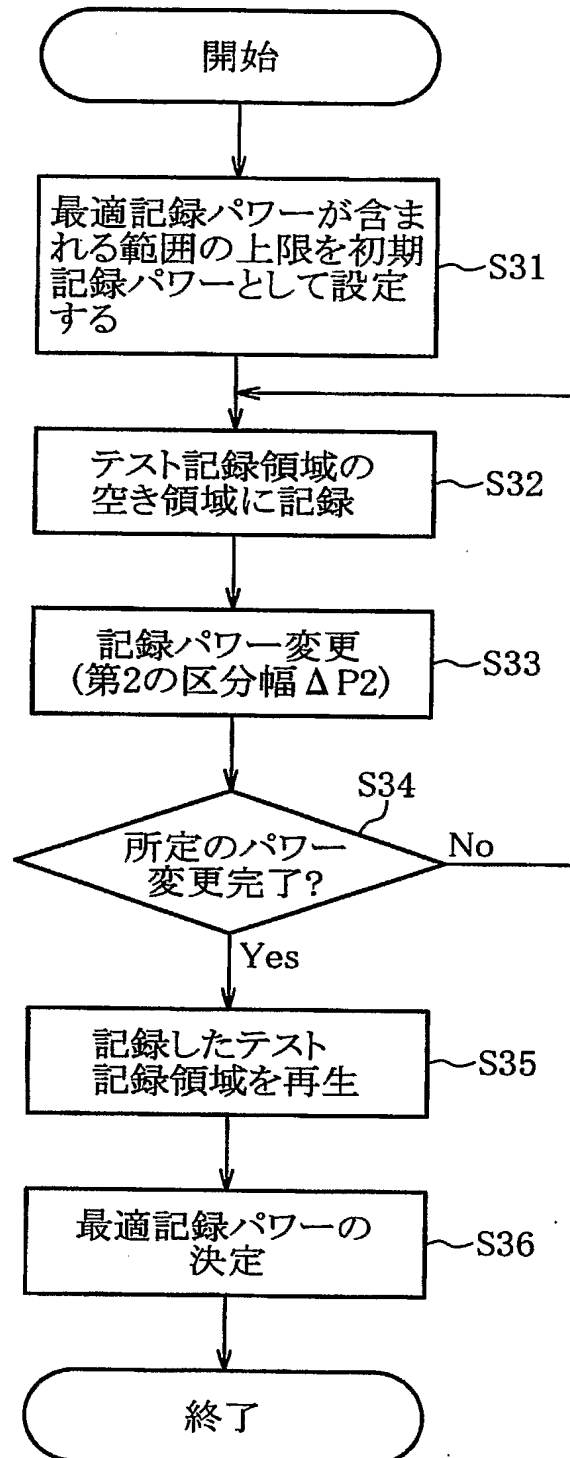 開始
最適記録パワーが含ま
れる範囲の上限を初期
記録パワーとして設定
する
S31
テスト記録領域の
空き領域に記録
S32
記録パワー変更
(第2の区分幅ΔP2)
S33
S34
所定のパワー
変更完了?
No
Yes
記録したテスト
記録領域を再生
S35
最適記録パワーの
決定
S36
終了